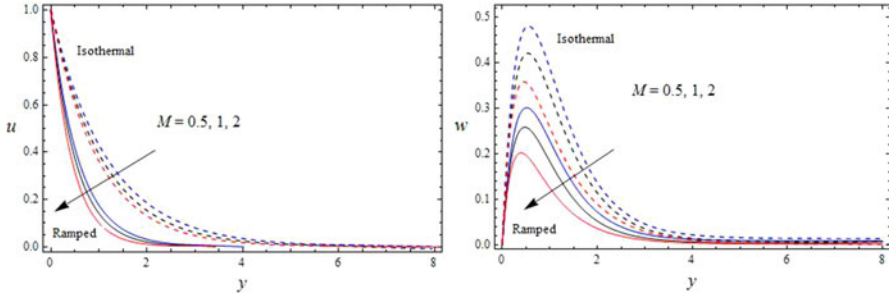 1.0
Isothermal
0.8
0.6
M = 0.5, 1, 2
u
0.4
0.2
Ramped
0.0
0 2 4 6 8
y
0.5
Isothermal
0.4
M = 0.5, 1, 2
0.3
w
0.2
0.1
Ramped
0.0
0 2 4 6 8
y